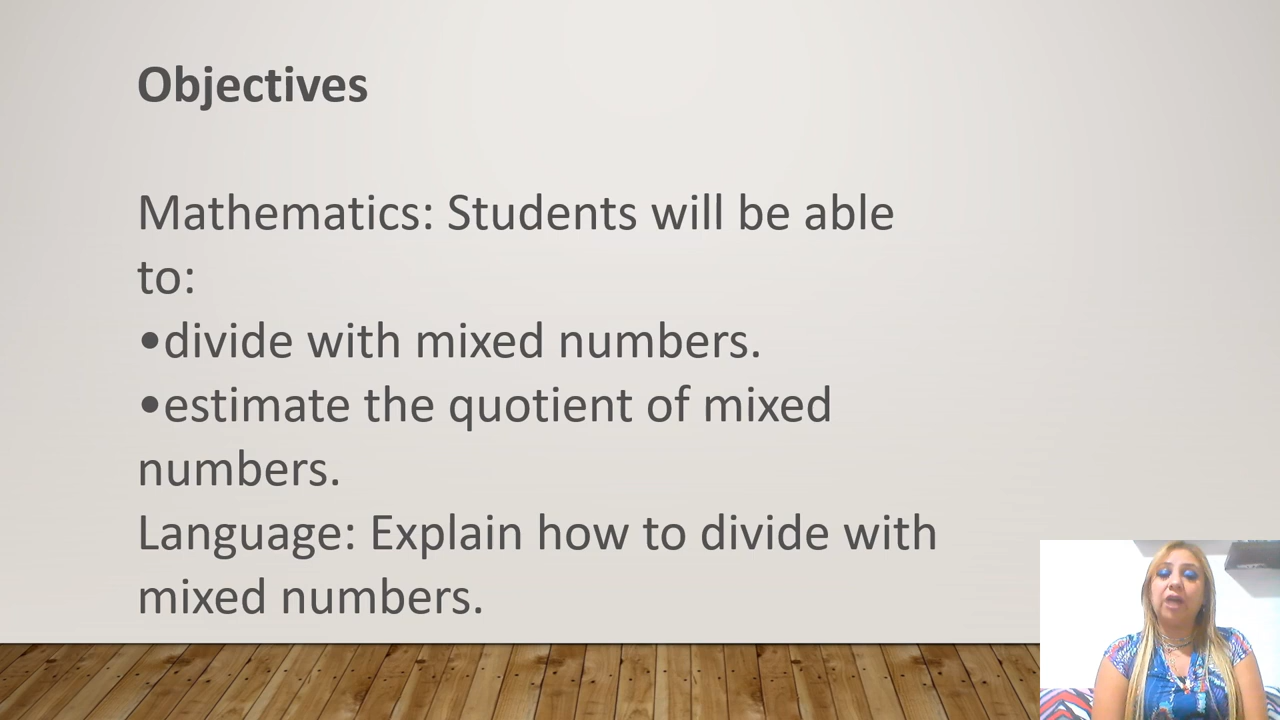 Objectives
Mathematics: Students will be able
to:
•divide with mixed numbers.
•estimate the quotient of mixed
numbers.
Language: Explain how to divide with
mixed numbers.